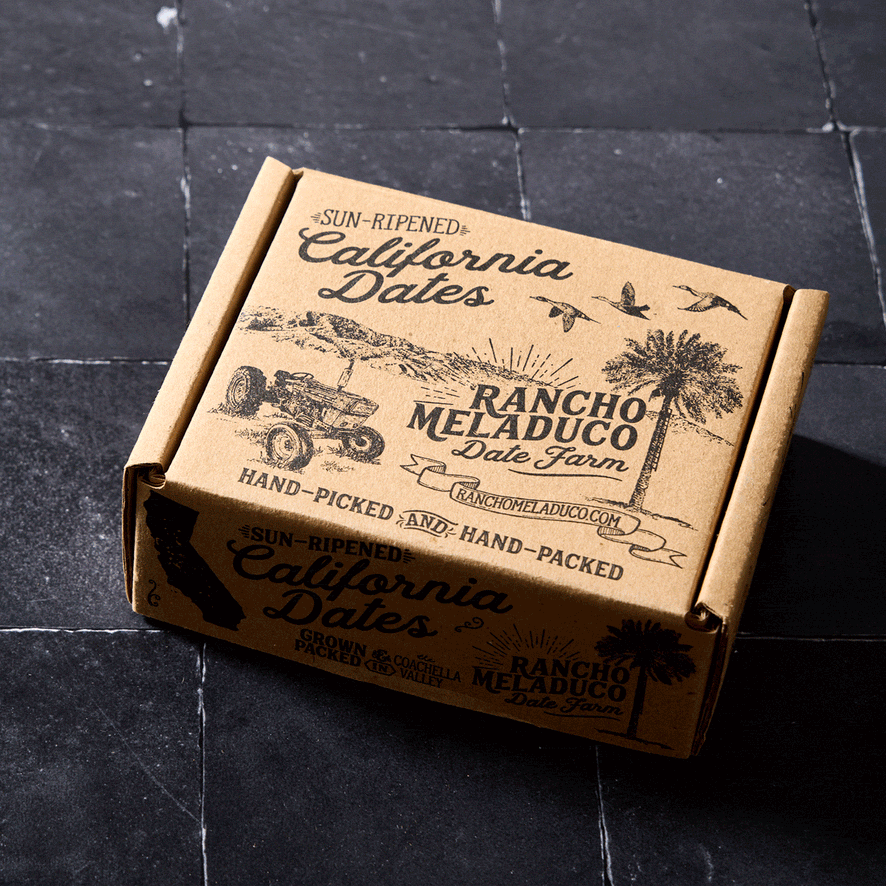 SUN-RIPENED
California
Dates
RANCHO
MELADUCO
Date Farm
RANCHOMELADUCO.COM
HAND-PICKED AND HAND-PACKED
SUN-RIPENED
California
Dates
GROWN & PACKED IN the COACHELLA VALLEY
RANCHO
MELADUCO
Date Farm